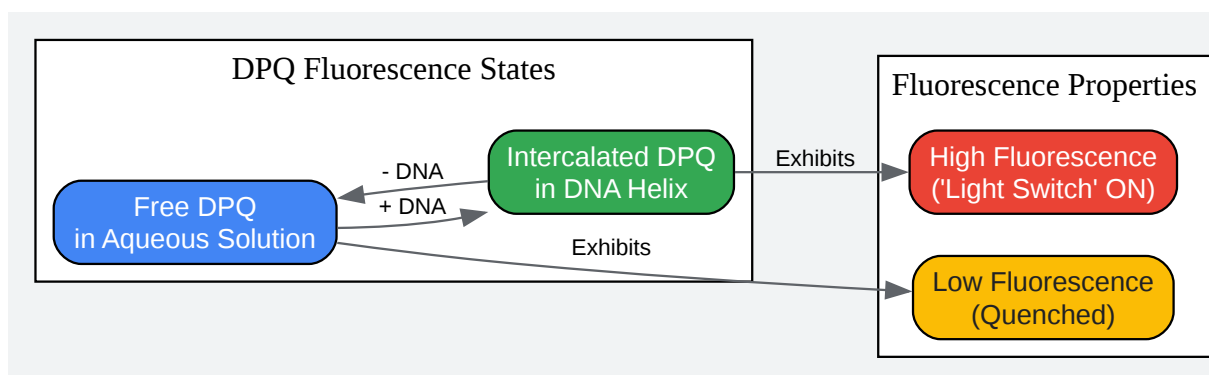 DPQ Fluorescence States
Fluorescence Properties
Intercalated DPQ
in DNA Helix
Exhibits
High Fluorescence
('Light Switch' ON)
- DNA
+ DNA
Free DPQ
in Aqueous Solution
Exhibits
Low Fluorescence
(Quenched)